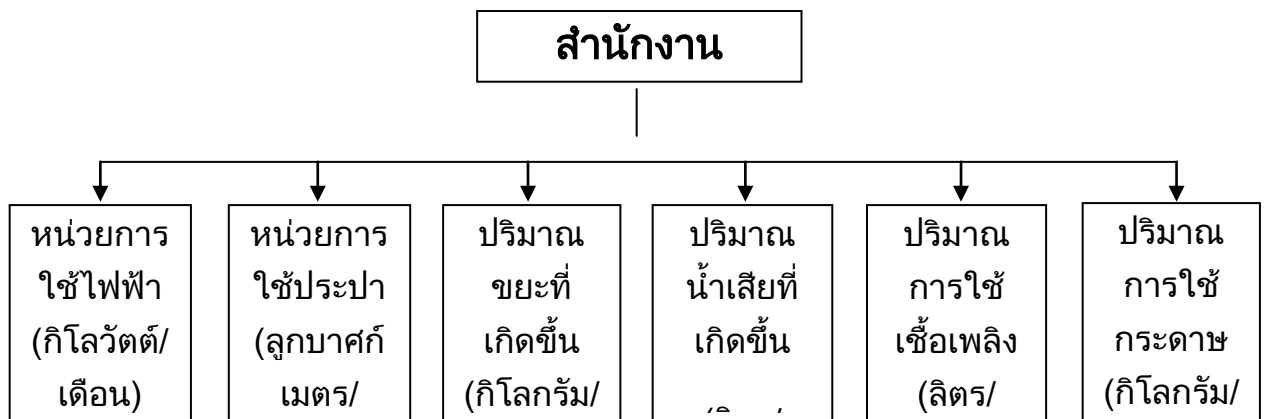 สำนักงาน
หน่วยการ
ใช้ไฟฟ้า
(กิโลวัตต์/
เดือน)
หน่วยการ
ใช้ประปา
(ลูกบาศก์
เมตร/
ปริมาณ
ขยะที่
เกิดขึ้น
(กิโลกรัม/
ปริมาณ
น้ำเสียที่
เกิดขึ้น
ปริมาณ
การใช้
เชื้อเพลิง
(ลิตร/
ปริมาณ
การใช้
กระดาษ
(กิโลกรัม/